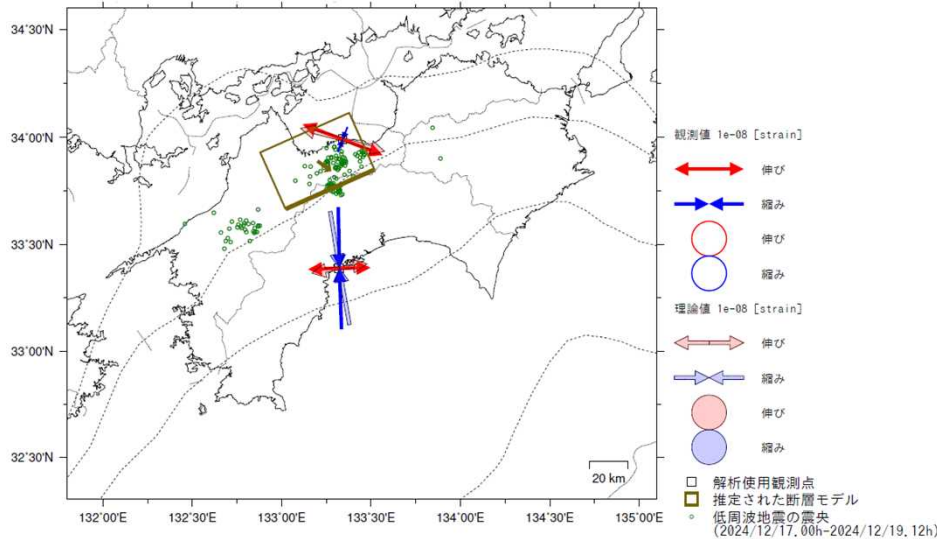 34°30'N
34°00'N
33°30'N
33°00'N
32°30'N
132°00'E
132°30'E
133°00'E
133°30'E
134°00'E
134°30'E
135°00'E
20 km
観測値 1e-08 [strain]
伸び
縮み
伸び
縮み
理論値 1e-08 [strain]
伸び
縮み
伸び
縮み
解析使用観測点
推定された断層モデル
低周波地震の震央
(2024/12/17,00h-2024/12/19,12h)